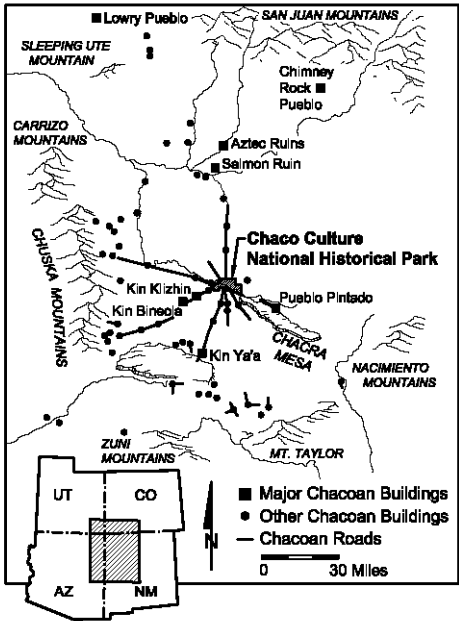 Lowry Pueblo
SAN JUAN MOUNTAINS
SLEEPING UTE
MOUNTAIN
Chimney
Rock
Pueblo
CARRIZO
MOUNTAINS
Aztec Ruins
Salmon Ruin
CHUSKA MOUNTAINS
Chaco Culture
National Historical Park
Kin Klizhin
Kin Bineola
Pueblo Pintado
CHACRA
MESA
Kin Ya'a
NACIMIENTO
MOUNTAINS
ZUNI
MOUNTAINS
MT. TAYLOR
UT
CO
AZ
NM
N
Major Chacoan Buildings
Other Chacoan Buildings
Chacoan Roads
0 30 Miles